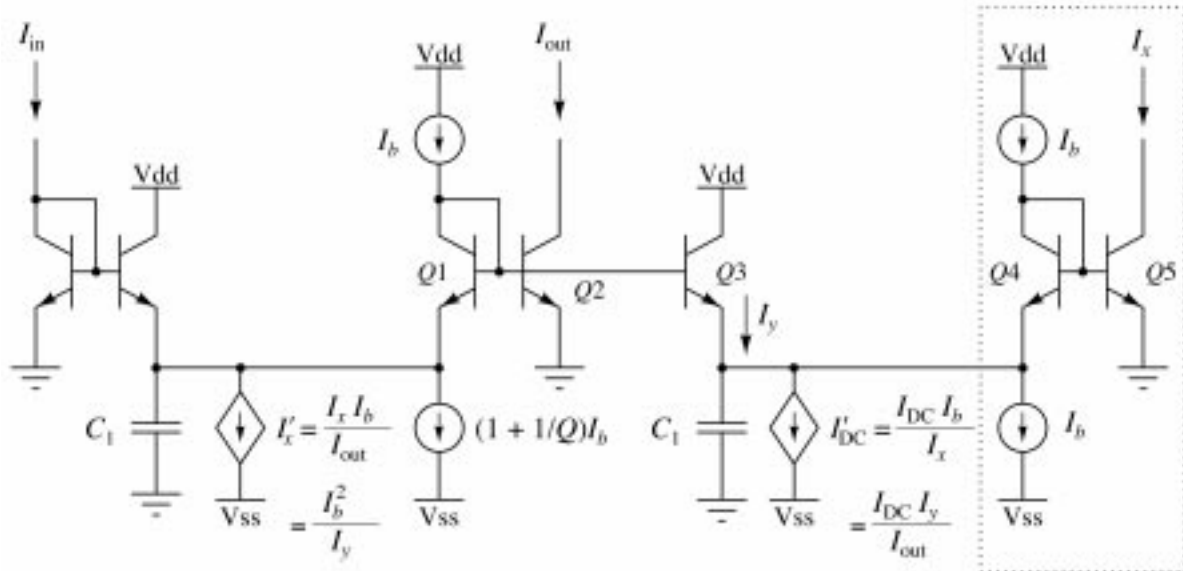 I_in
I_out
I_x
Vdd
Vdd
I_b
I_b
Vdd
Vdd
Q1
Q2
Q3
Q4
Q5
I_y
C_1
I'_x = I_x I_b / I_out
= I_b^2 / I_y
Vss
(1 + 1/Q)I_b
Vss
C_1
I'_DC = I_DC I_b / I_x
= I_DC I_y / I_out
Vss
I_b
Vss